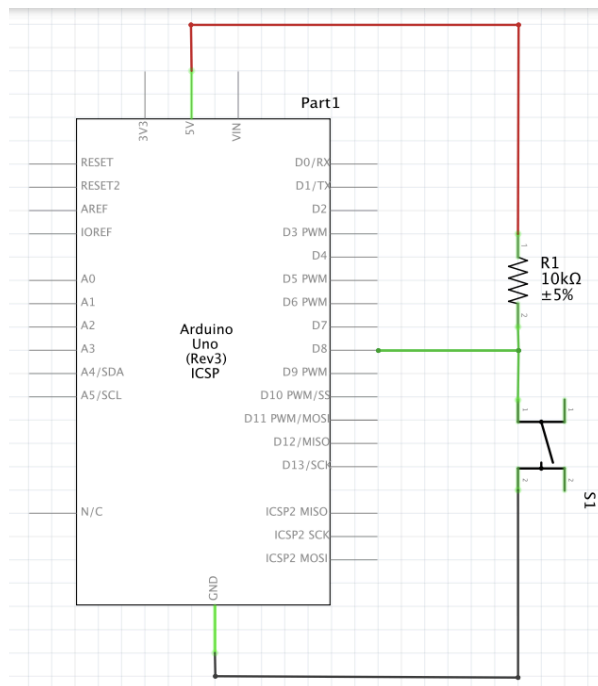 Part1
3V3
5V
VIN
RESET
RESET2
AREF
IOREF
A0
A1
A2
A3
A4/SDA
A5/SCL
N/C
Arduino
Uno
(Rev3)
ICSP
D0/RX
D1/TX
D2
D3 PWM
D4
D5 PWM
D6 PWM
D7
D8
D9 PWM
D10 PWM/SS
D11 PWM/MOSI
D12/MISO
D13/SCK
ICSP2 MISO
ICSP2 SCK
ICSP2 MOSI
GND
1
R1
10kΩ
±5%
2
1
1
2
2
S1